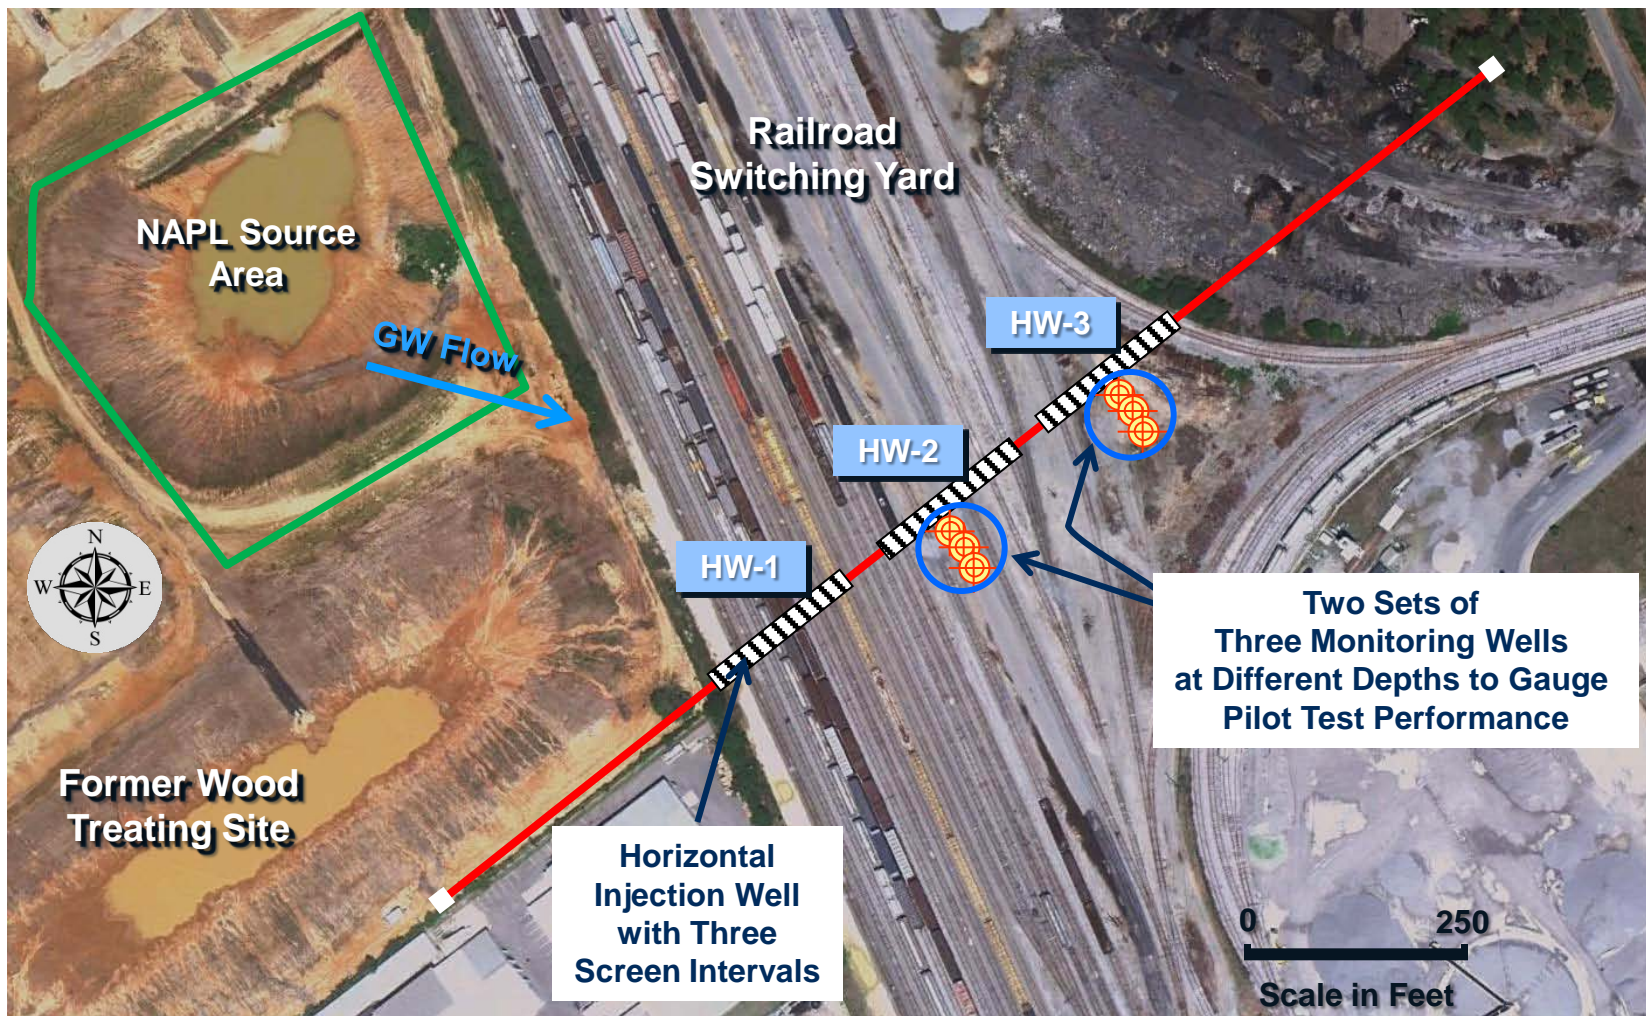 Railroad
Switching Yard
NAPL Source
Area
GW Flow
HW-3
HW-2
HW-1
N
W E
S
Two Sets of
Three Monitoring Wells
at Different Depths to Gauge
Pilot Test Performance
Former Wood
Treating Site
Horizontal
Injection Well
with Three
Screen Intervals
0 250
Scale in Feet